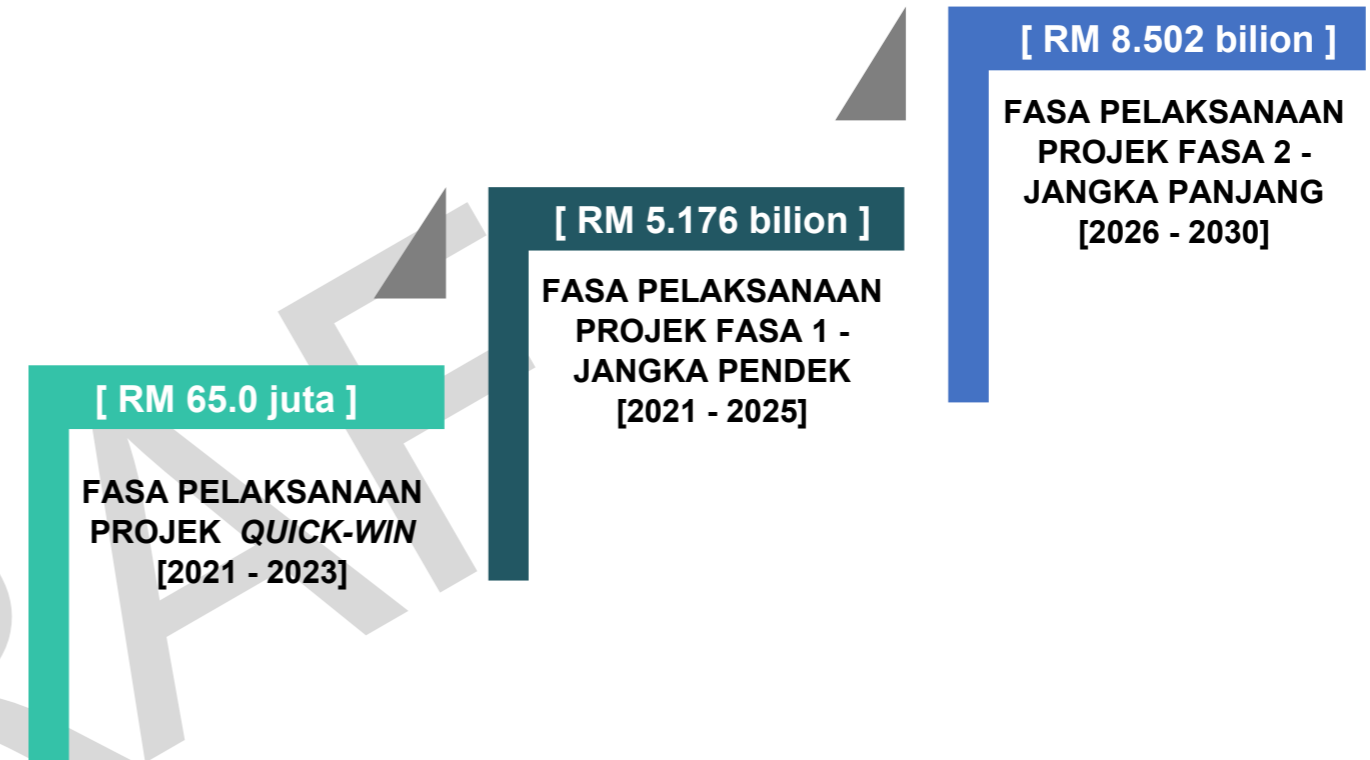 [ RM 8.502 bilion ]
FASA PELAKSANAAN
PROJEK FASA 2 -
JANGKA PANJANG
[2026 - 2030]
[ RM 5.176 bilion ]
FASA PELAKSANAAN
PROJEK FASA 1 -
JANGKA PENDEK
[2021 - 2025]
[ RM 65.0 juta ]
FASA PELAKSANAAN
PROJEK QUICK-WIN
[2021 - 2023]
RAF